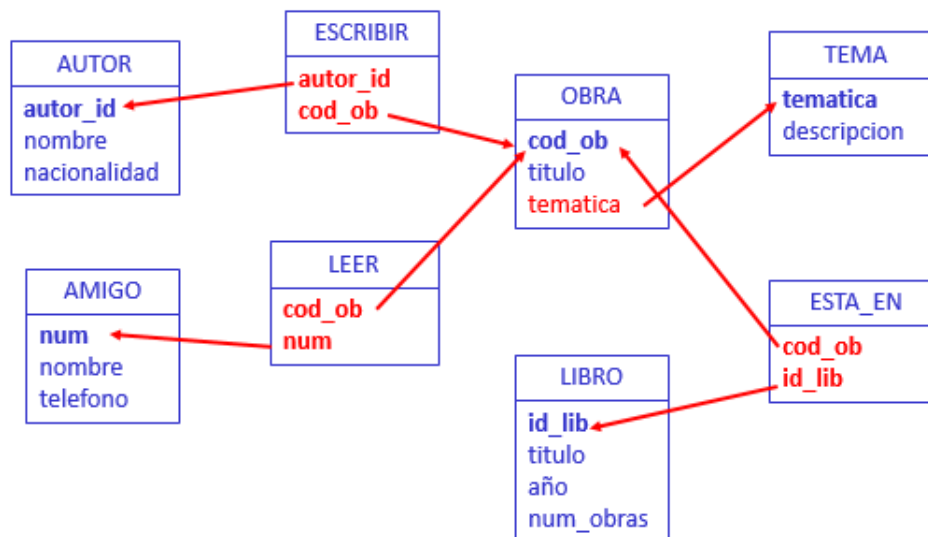 AUTOR
autor_id
nombre
nacionalidad
ESCRIBIR
autor_id
cod_ob
OBRA
cod_ob
titulo
tematica
TEMA
tematica
descripcion
AMIGO
num
nombre
telefono
LEER
cod_ob
num
LIBRO
id_lib
titulo
año
num_obras
ESTA_EN
cod_ob
id_lib